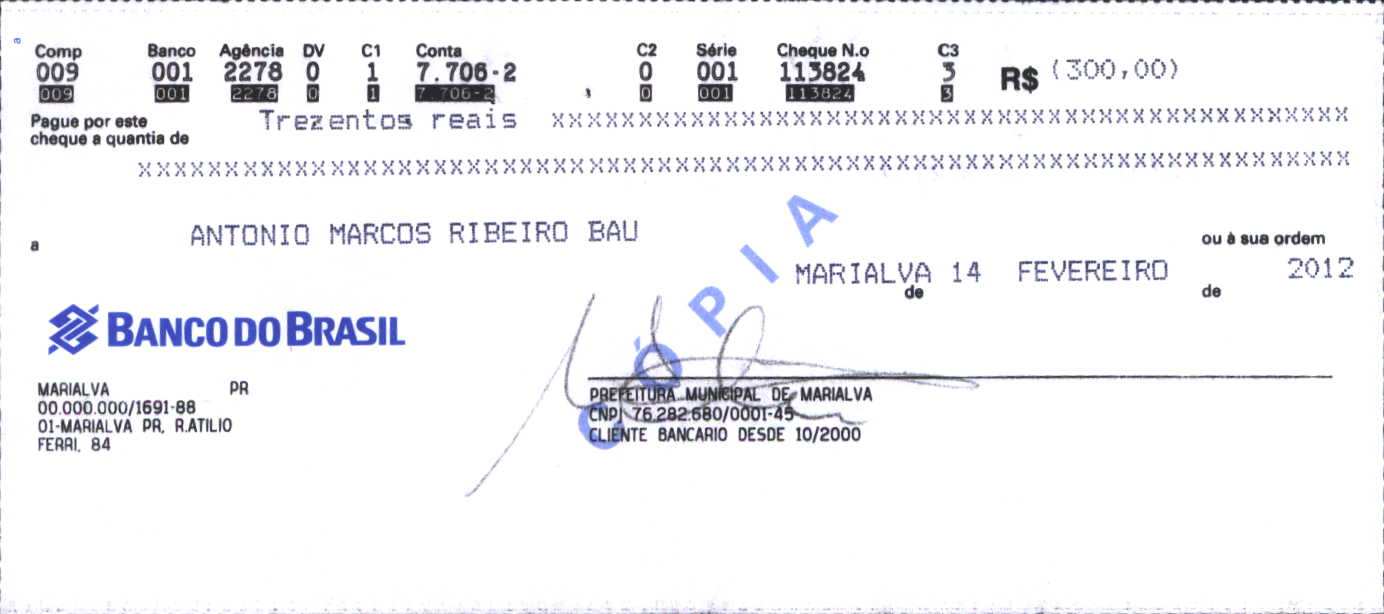 Comp Banco Agência DV C1 Conta C2 Série Cheque N.o C3
009 001 2278 0 1 7.706-2 0 001 113824 3 R$ (300,00)
009 001 2278 0 1 7.706-2 0 001 113824 3
Pague por este
cheque a quantia de Trezentos reais xxxxxxxxxxxxxxxxxxxxxxxxxxxxxxxxxxxxxxxxxxxxxx
xxxxxxxxxxxxxxxxxxxxxxxxxxxxxxxxxxxxxxxxxxxxxxxxxxxxxxxxxxxxxxxxxxxxxx
a ANTONIO MARCOS RIBEIRO BAU ou à sua ordem
MARIALVA 14 de FEVEREIRO de 2012
CÓPIA
BANCO DO BRASIL
MARIALVA PR
00.000.000/1691-88
01-MARIALVA PR, R.ATILIO
FERRI, 84
PREFEITURA MUNICIPAL DE MARIALVA
CNPJ 76.282.680/0001-45
CLIENTE BANCARIO DESDE 10/2000